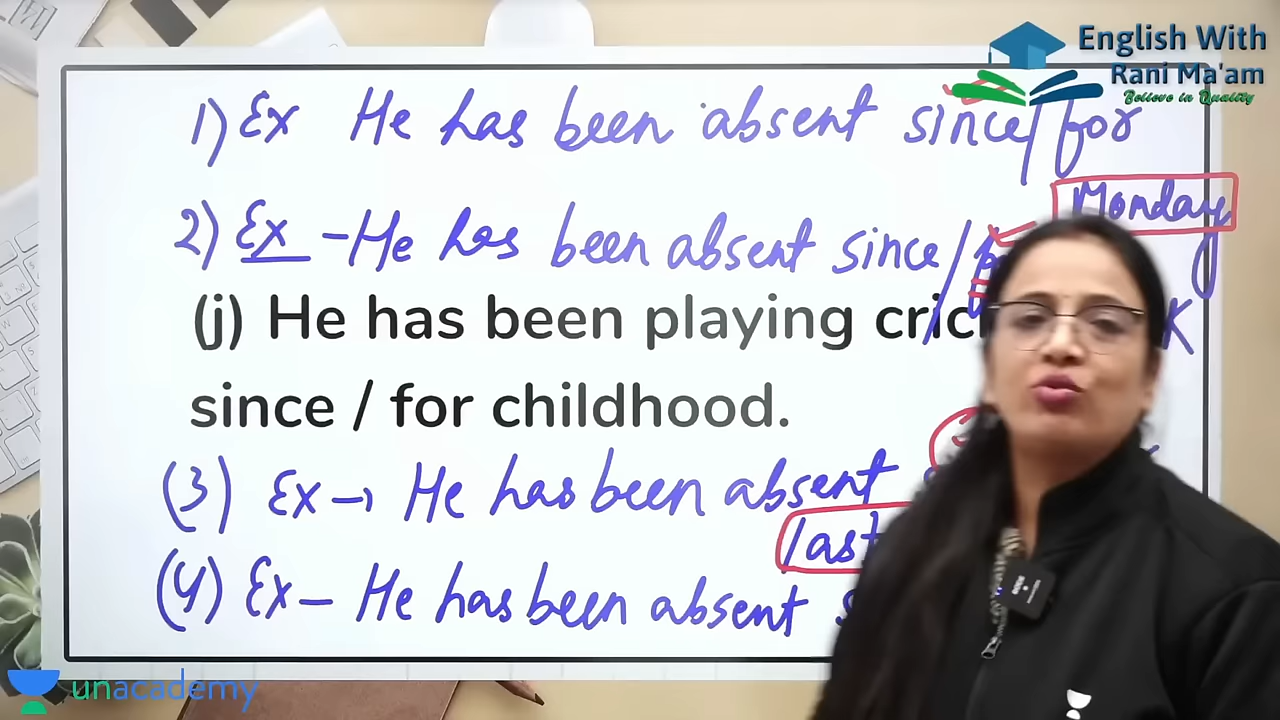 English With
Rani Ma'am
Believe in Quality
1) Ex He has been absent since/for
Monday
2) Ex - He has been absent since/
(j) He has been playing
since / for childhood.
(3) Ex → He has been absent
last
(4) Ex - He has been absent
unacademy